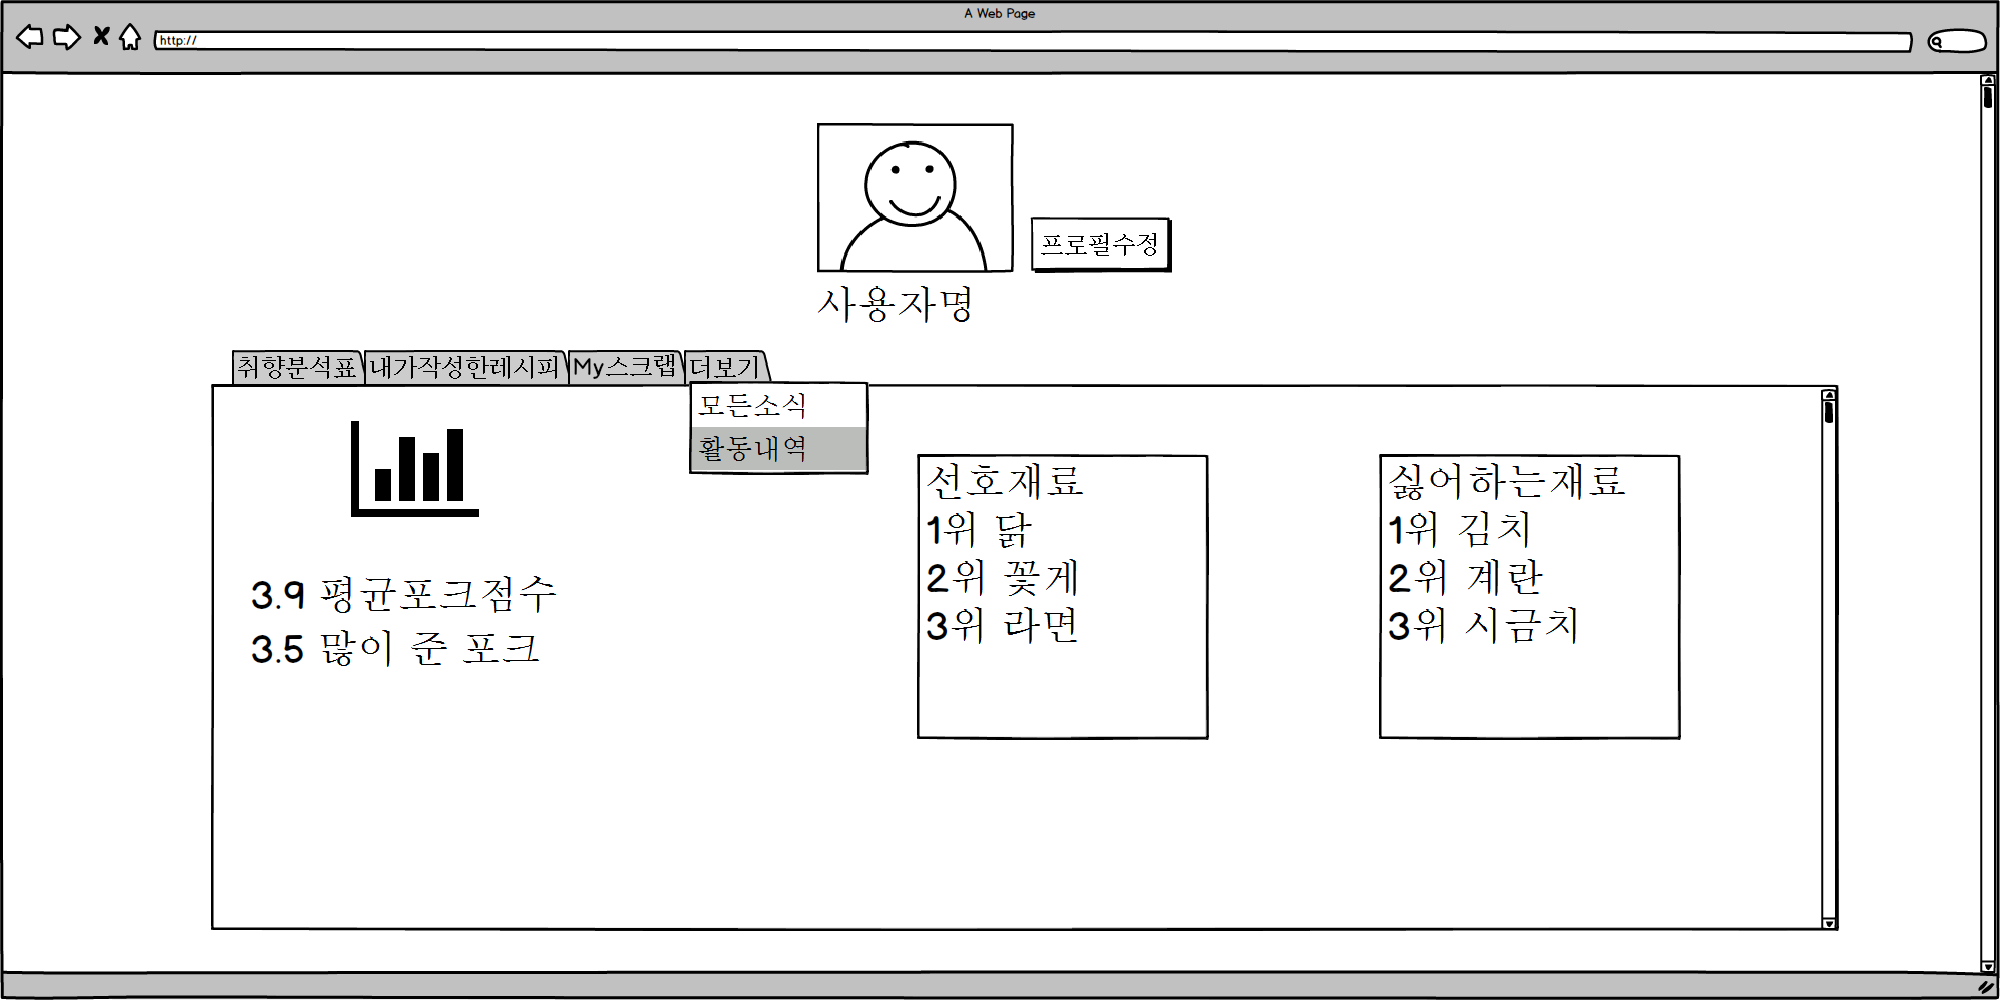 A Web Page
http://
프로필수정
사용자명
취향분석표 내가작성한레시피 My스크랩 더보기
모든소식
활동내역
3.9 평균포크점수
3.5 많이 준 포크
선호재료
1위 닭
2위 꽃게
3위 라면
싫어하는재료
1위 김치
2위 계란
3위 시금치